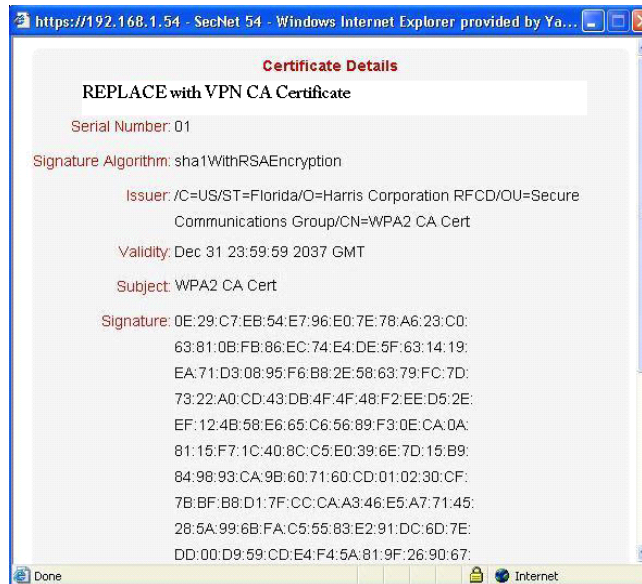 https://192.168.1.54 - SecNet 54 - Windows Internet Explorer provided by Ya...
Certificate Details
REPLACE with VPN CA Certificate
Serial Number: 01
Signature Algorithm: sha1WithRSAEncryption
Issuer: /C=US/ST=Florida/O=Harris Corporation RFCD/OU=Secure
Communications Group/CN=WPA2 CA Cert
Validity: Dec 31 23:59:59 2037 GMT
Subject: WPA2 CA Cert
Signature: 0E:29:C7:EB:54:E7:96:E0:7E:78:A6:23:C0:
63:81:0B:FB:86:EC:74:E4:DE:5F:63:14:19:
EA:71:D3:08:95:F6:B8:2E:58:63:79:FC:7D:
73:22:A0:CD:43:DB:4F:4F:48:F2:EE:D5:2E:
EF:12:4B:58:E6:65:C6:56:89:F3:0E:CA:0A:
81:15:F7:1C:40:8C:C5:E0:39:6E:7D:15:B9:
84:98:93:CA:9B:60:71:60:CD:01:02:30:CF:
7B:BF:B8:D1:7F:CC:CA:A3:46:E5:A7:71:45:
28:5A:99:6B:FA:C5:55:83:E2:91:DC:6D:7E:
DD:00:D9:59:CD:E4:F4:5A:81:9F:26:90:67:
Done
Internet